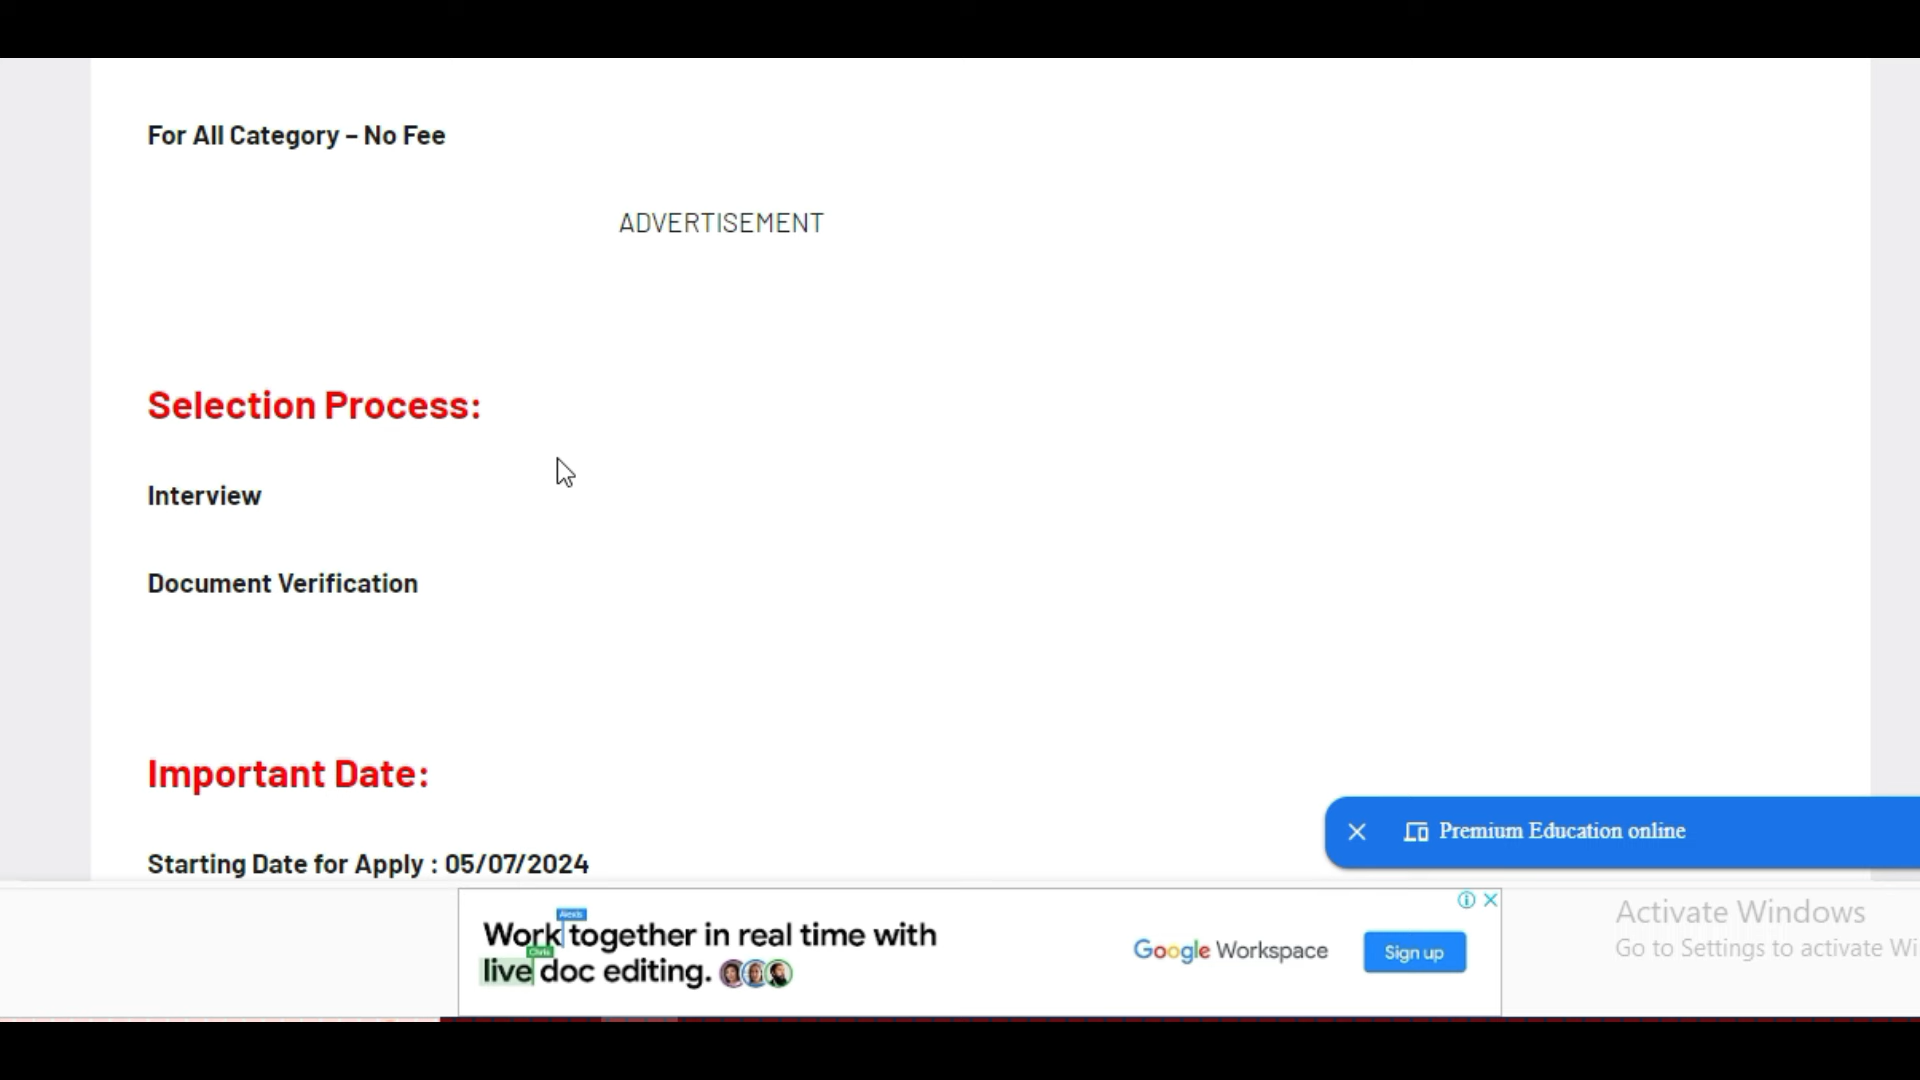 For All Category – No Fee
ADVERTISEMENT
Selection Process:
Interview
Document Verification
Important Date:
Premium Education online
Starting Date for Apply : 05/07/2024
Alexis
Work together in real time with
Chris
live doc editing.
Google Workspace
Sign up
Activate Windows
Go to Settings to activate Wi